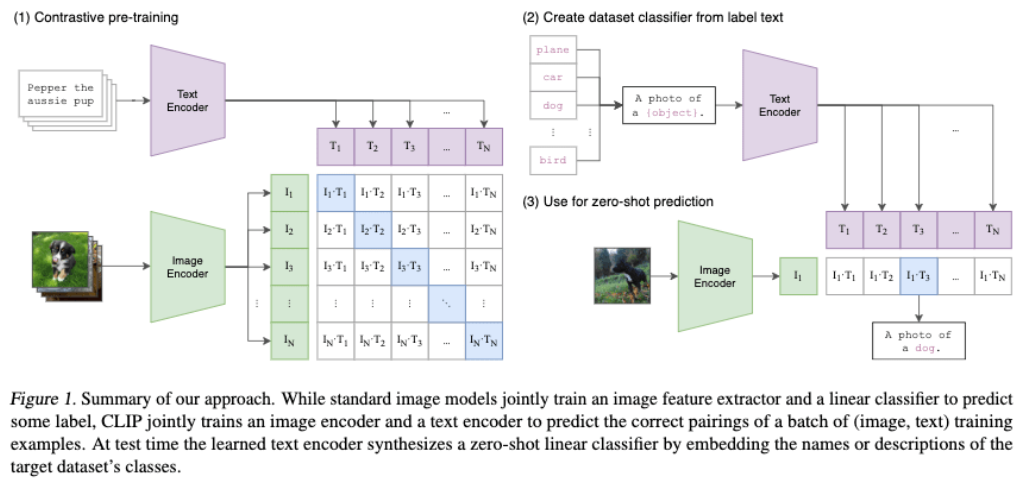 (1) Contrastive pre-training
Pepper the
aussie pup
Text
Encoder
...
T1 T2 T3 ... TN
Image
Encoder
I1 I1·T1 I1·T2 I1·T3 ... I1·TN
I2 I2·T1 I2·T2 I2·T3 ... I2·TN
I3 I3·T1 I3·T2 I3·T3 ... I3·TN
⋮ ⋮ ⋮ ⋮ ⋮ ⋱ ⋮
IN IN·T1 IN·T2 IN·T3 ... IN·TN
(2) Create dataset classifier from label text
plane
car
dog
⋮ ⋮
bird
A photo of
a {object}.
Text
Encoder
...
(3) Use for zero-shot prediction
T1 T2 T3 ... TN
Image
Encoder
I1 I1·T1 I1·T2 I1·T3 ... I1·TN
A photo of
a dog.
Figure 1. Summary of our approach. While standard image models jointly train an image feature extractor and a linear classifier to predict
some label, CLIP jointly trains an image encoder and a text encoder to predict the correct pairings of a batch of (image, text) training
examples. At test time the learned text encoder synthesizes a zero-shot linear classifier by embedding the names or descriptions of the
target dataset's classes.